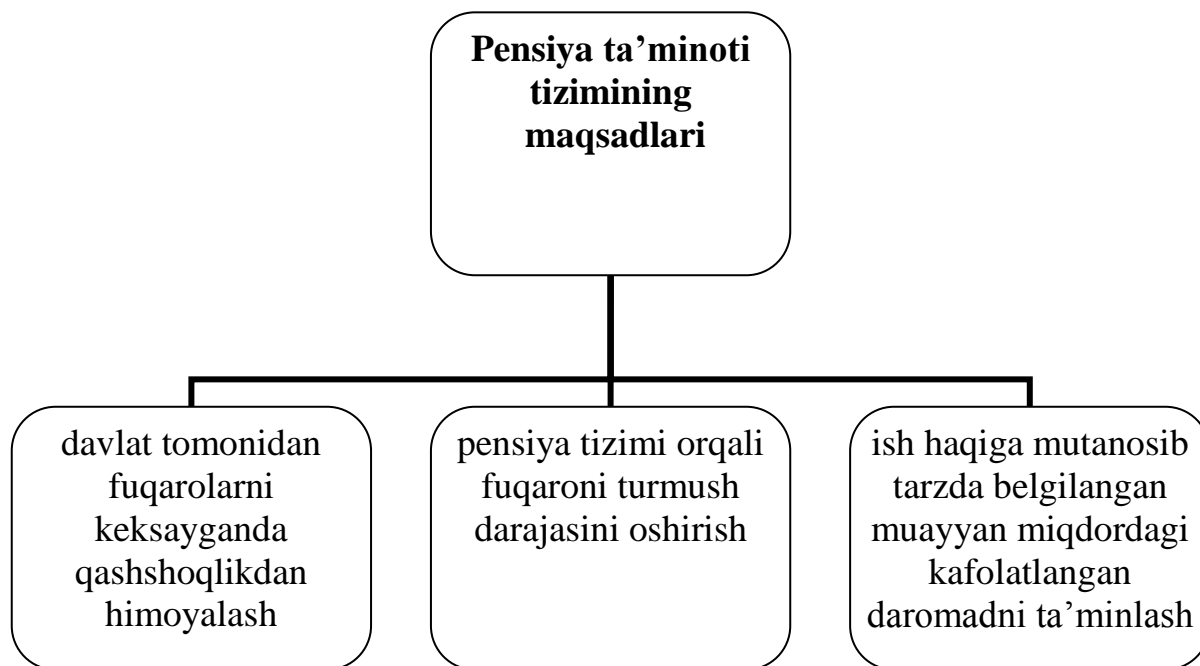 Pensiya ta’minoti
tizimining
maqsadlari
davlat tomonidan
fuqarolarni
keksayganda
qashshoqlikdan
himoyalash
pensiya tizimi orqali
fuqaroni turmush
darajasini oshirish
ish haqiga mutanosib
tarzda belgilangan
muayyan miqdordagi
kafolatlangan
daromadni ta’minlash